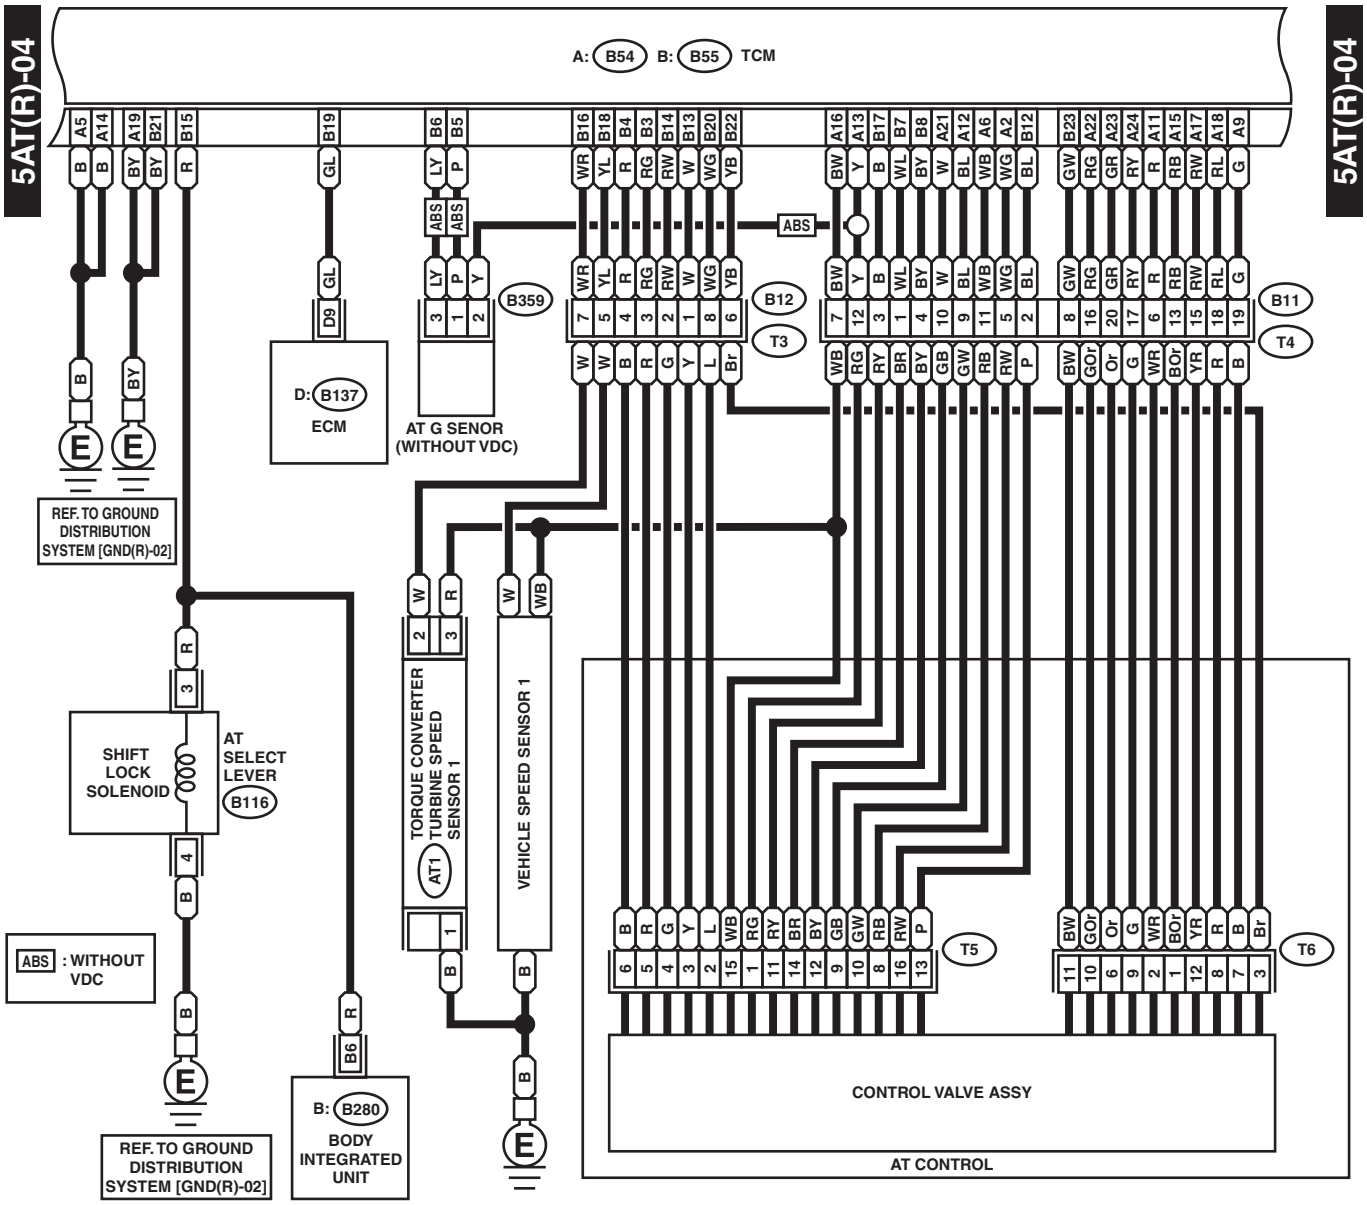 5AT(R)-04
5AT(R)-04
A: B54 B: B55 TCM
A5 A14 A19 B21 B15 B19 B6 B5 B16 B18 B4 B3 B14 B13 B20 B22 A16 A13 B17 B7 B8 A21 A12 A6 A2 B12 B23 A22 A23 A24 A11 A15 A17 A18 A9
B B BY BY R GL LY P WR YL R RG RW W WG YB BW Y B WL BY W BL WB WG BL GW RG GR RY R RB RW RL G
ABS ABS ABS
GL LY P Y WR YL R RG RW W WG YB BW Y B WL BY W BL WB WG BL GW RG GR RY R RB RW RL G
B359 B12 B11
D9 3 1 2 7 5 4 3 2 1 8 6 7 12 3 1 4 10 9 11 5 2 8 16 20 17 6 13 15 18 19
T3 T4
B BY W W B R G Y L Br WB RG RY BR BY GB GW RB RW P BW GOr Or G WR BOr YR R B
D: B137
ECM
AT G SENOR
(WITHOUT VDC)
E E
REF. TO GROUND
DISTRIBUTION
SYSTEM [GND(R)-02]
W R W WB
2 3
R
3
SHIFT
LOCK
SOLENOID
AT
SELECT
LEVER
B116
4
B
TORQUE CONVERTER
TURBINE SPEED
SENSOR 1
AT1
VEHICLE SPEED SENSOR 1
1
B B
B R G Y L WB RG RY BR BY GB GW RB RW P BW GOr Or G WR BOr YR R B Br
T5 T6
6 5 4 3 2 15 1 11 14 12 9 10 8 16 13 11 10 6 9 2 1 12 8 7 3
ABS : WITHOUT
VDC
B R
B6
B
E
E
B: B280
BODY
INTEGRATED
UNIT
REF. TO GROUND
DISTRIBUTION
SYSTEM [GND(R)-02]
CONTROL VALVE ASSY
AT CONTROL